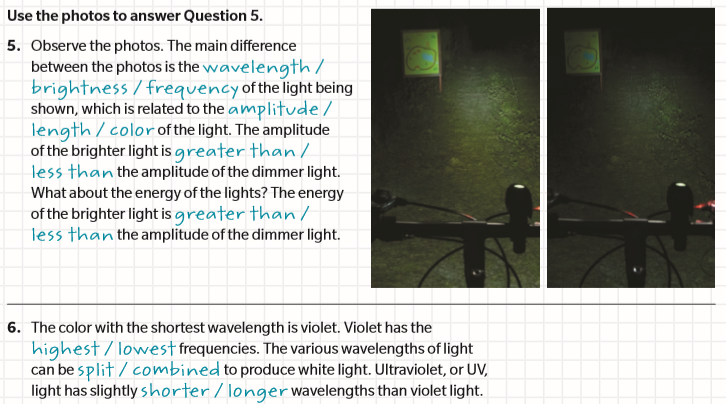 Use the photos to answer Question 5.
5. Observe the photos. The main difference
between the photos is the wavelength /
brightness / frequency of the light being
shown, which is related to the amplitude /
length / color of the light. The amplitude
of the brighter light is greater than /
less than the amplitude of the dimmer light.
What about the energy of the lights? The energy
of the brighter light is greater than /
less than the amplitude of the dimmer light.
6. The color with the shortest wavelength is violet. Violet has the
highest / lowest frequencies. The various wavelengths of light
can be split / combined to produce white light. Ultraviolet, or UV,
light has slightly shorter / longer wavelengths than violet light.